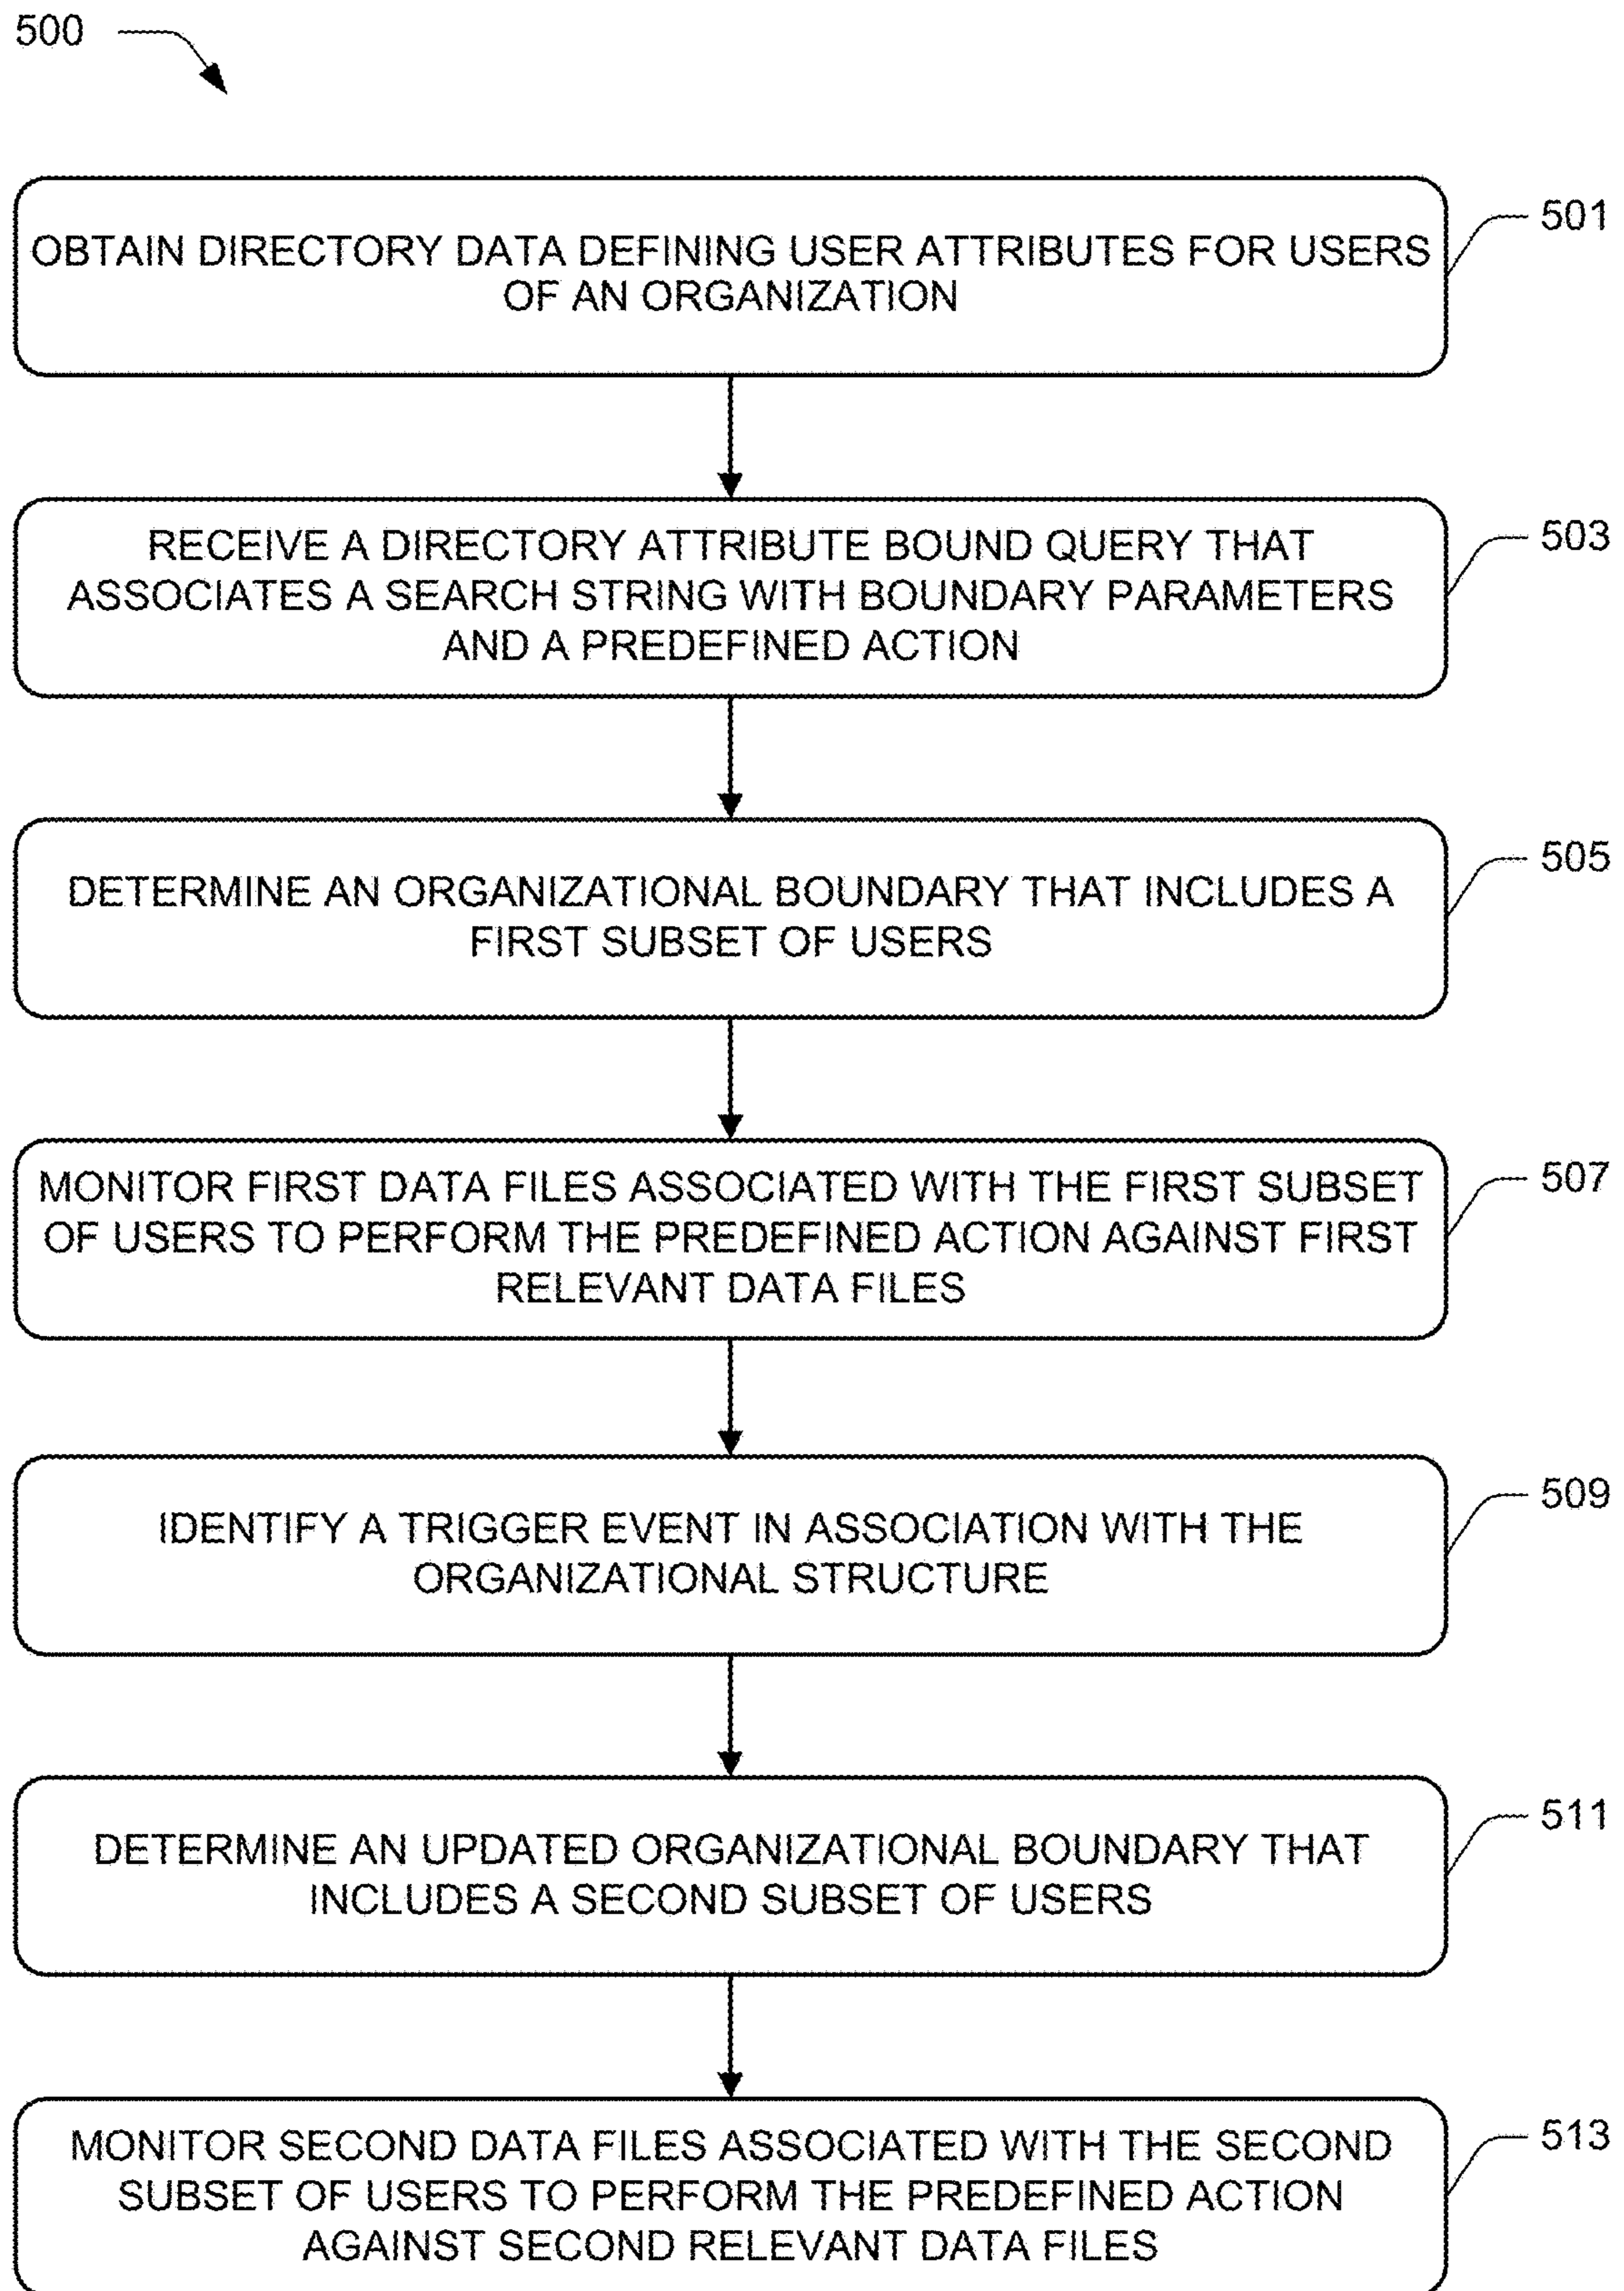 500
OBTAIN DIRECTORY DATA DEFINING USER ATTRIBUTES FOR USERS
OF AN ORGANIZATION
501
RECEIVE A DIRECTORY ATTRIBUTE BOUND QUERY THAT
ASSOCIATES A SEARCH STRING WITH BOUNDARY PARAMETERS
AND A PREDEFINED ACTION
503
DETERMINE AN ORGANIZATIONAL BOUNDARY THAT INCLUDES A
FIRST SUBSET OF USERS
505
MONITOR FIRST DATA FILES ASSOCIATED WITH THE FIRST SUBSET
OF USERS TO PERFORM THE PREDEFINED ACTION AGAINST FIRST
RELEVANT DATA FILES
507
IDENTIFY A TRIGGER EVENT IN ASSOCIATION WITH THE
ORGANIZATIONAL STRUCTURE
509
DETERMINE AN UPDATED ORGANIZATIONAL BOUNDARY THAT
INCLUDES A SECOND SUBSET OF USERS
511
MONITOR SECOND DATA FILES ASSOCIATED WITH THE SECOND
SUBSET OF USERS TO PERFORM THE PREDEFINED ACTION
AGAINST SECOND RELEVANT DATA FILES
513